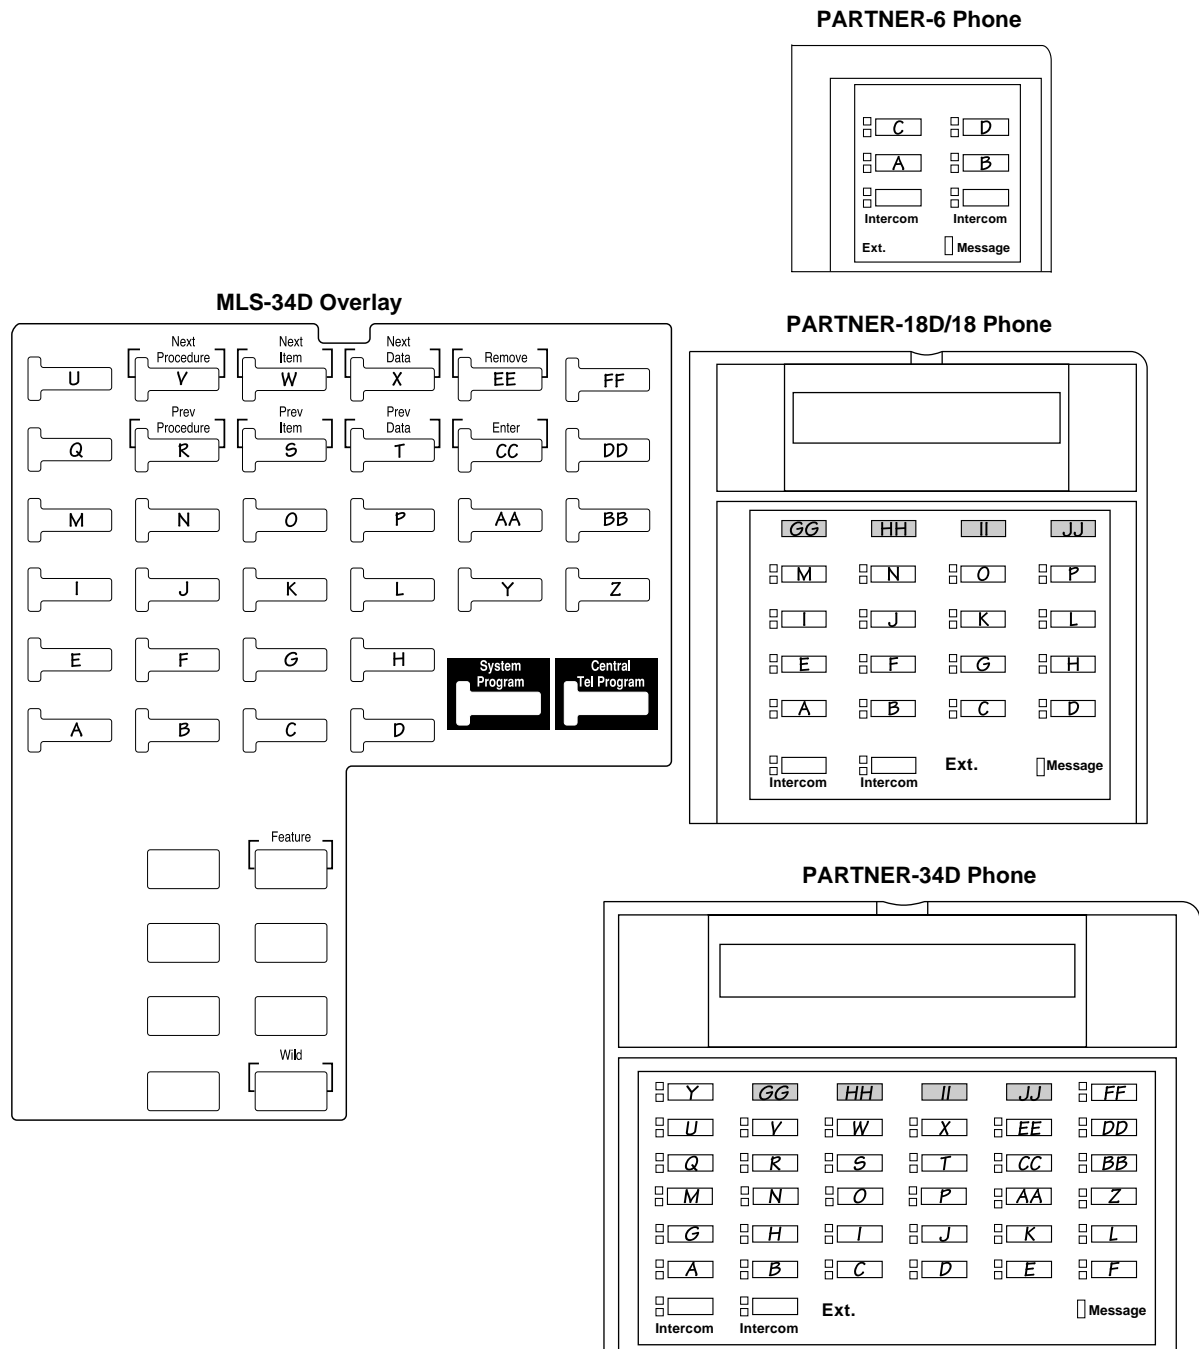 PARTNER-6 Phone
C D
A B
Intercom Intercom
Ext. Message
MLS-34D Overlay
Next Procedure Next Item Next Data Remove
U V W X EE FF
Prev Procedure Prev Item Prev Data Enter
Q R S T CC DD
M N O P AA BB
I J K L Y Z
E F G H
System Program Central Tel Program
A B C D
Feature
Wild
PARTNER-18D/18 Phone
GG HH II JJ
M N O P
I J K L
E F G H
A B C D
Ext. Message
Intercom Intercom
PARTNER-34D Phone
Y GG HH II JJ FF
U V W X EE DD
Q R S T CC BB
M N O P AA Z
G H I J K L
A B C D E F
Ext. Message
Intercom Intercom